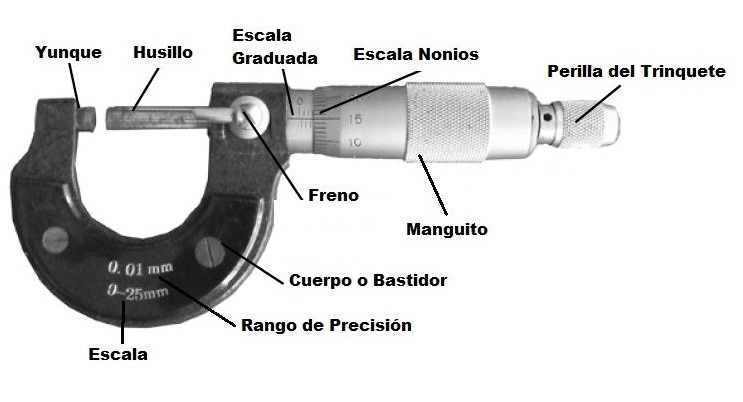 Escala
Graduada
Yunque
Husillo
Escala Nonios
Perilla del Trinquete
0
15
10
Freno
Manguito
0.01 mm
0-25mm
Cuerpo o Bastidor
Rango de Precisión
Escala